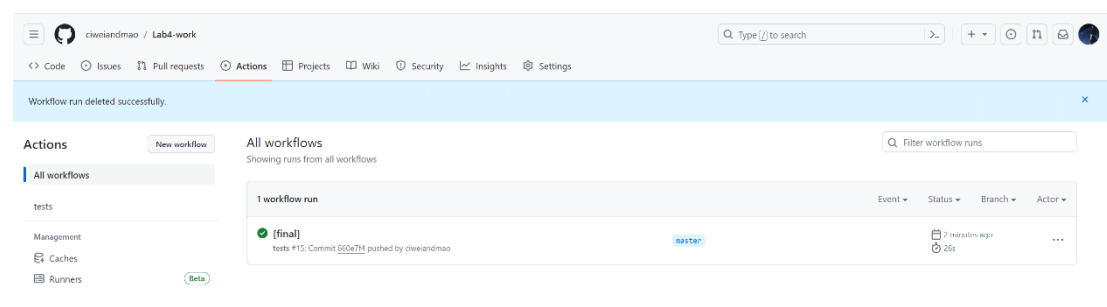 ciweiandmao / Lab4-work
Type / to search
Code Issues Pull requests Actions Projects Wiki Security Insights Settings
Workflow run deleted successfully.
Actions
New workflow
All workflows
tests
Management
Caches
Runners Beta
All workflows
Showing runs from all workflows
Filter workflow runs
1 workflow run Event Status Branch Actor
[final]
tests #15: Commit 660e7M pushed by ciweiandmao
master
2 minutes ago
26s